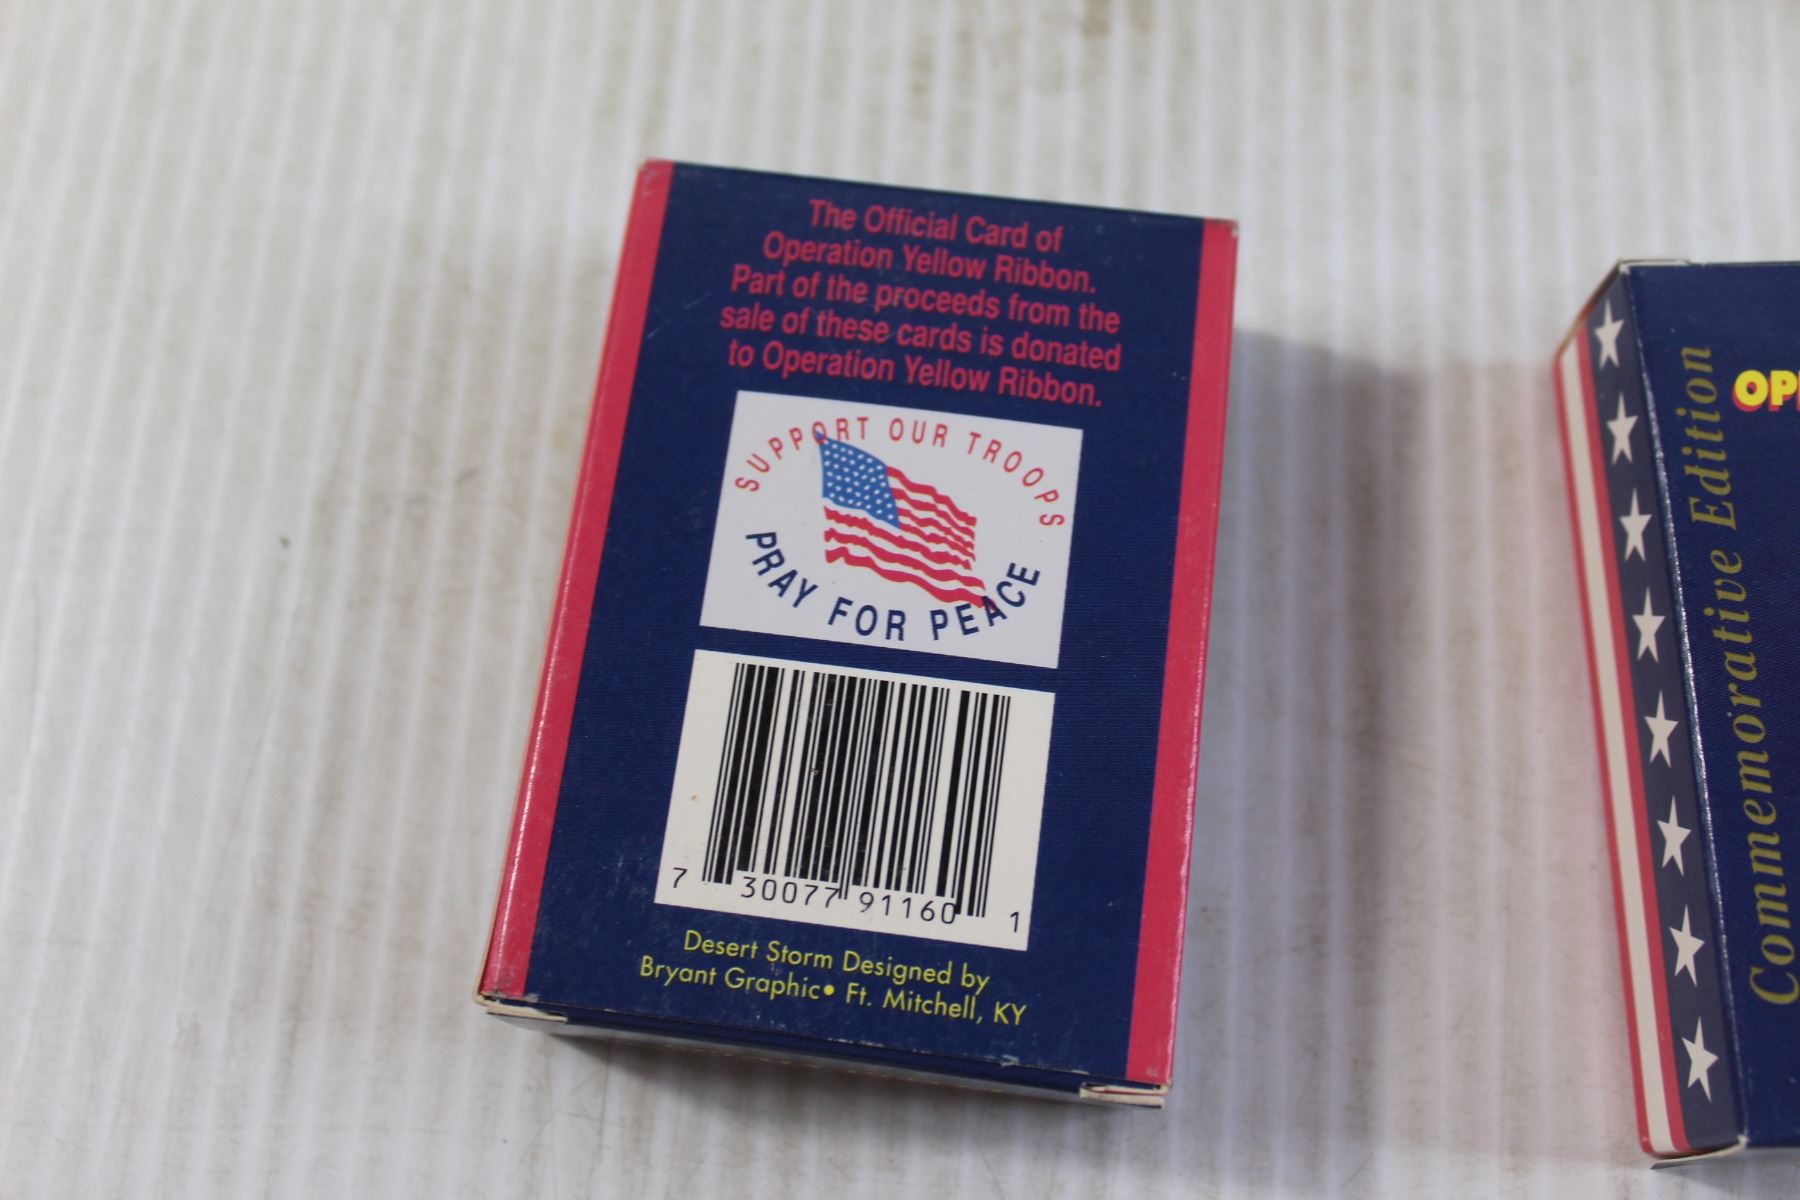 The Official Card of
Operation Yellow Ribbon.
Part of the proceeds from the
sale of these cards is donated
to Operation Yellow Ribbon.
SUPPORT OUR TROOPS
PRAY FOR PEACE
7 30077 91160 1
Desert Storm Designed by
Bryant Graphic• Ft. Mitchell, KY
Commemorative Edition